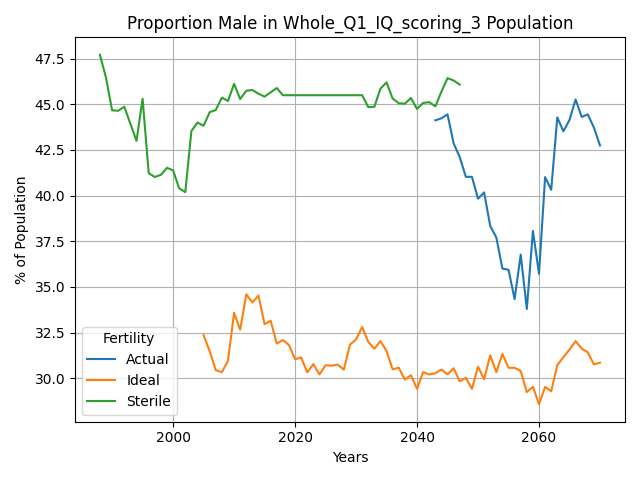 Proportion Male in Whole_Q1_IQ_scoring_3 Population
% of Population
47.5
45.0
42.5
40.0
37.5
35.0
32.5
30.0
Fertility
Actual
Ideal
Sterile
2000
2020
2040
2060
Years